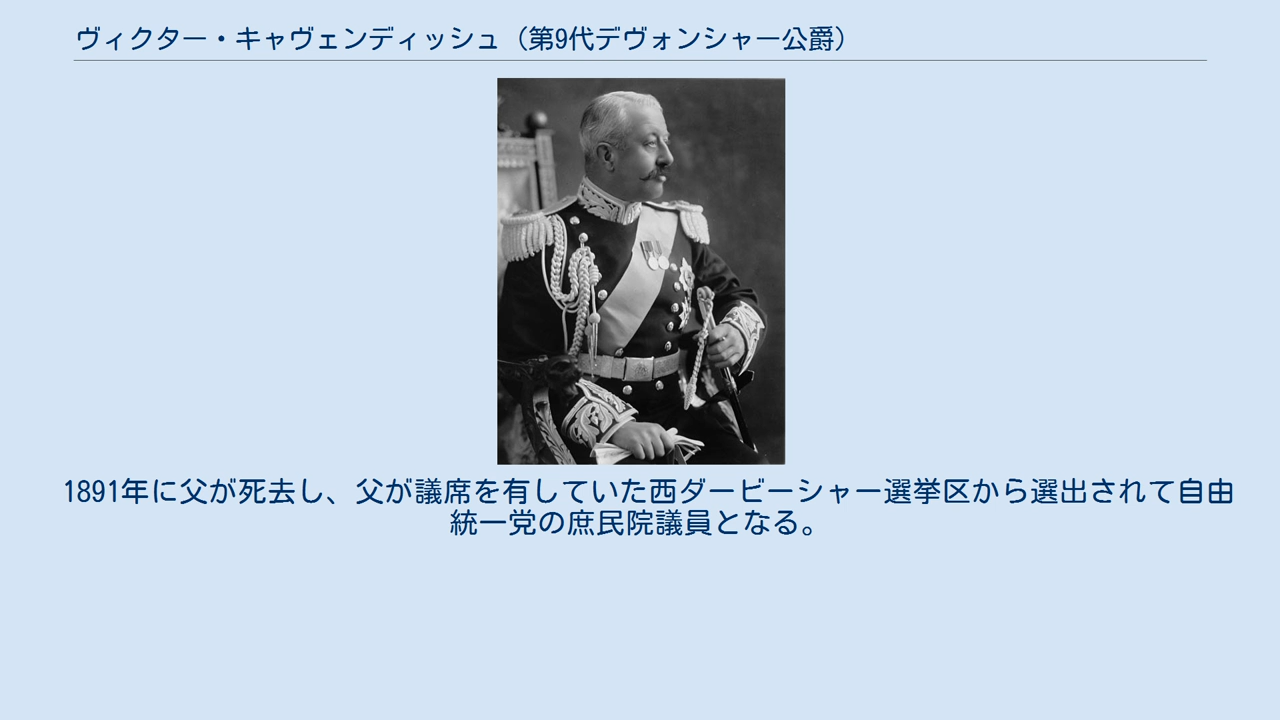 ヴィクター・キャヴェンディッシュ（第9代デヴォンシャー公爵）
1891年に父が死去し、父が議席を有していた西ダービーシャー選挙区から選出されて自由
統一党の庶民院議員となる。